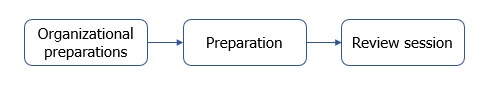 Organizational
preparations
Preparation
Review session